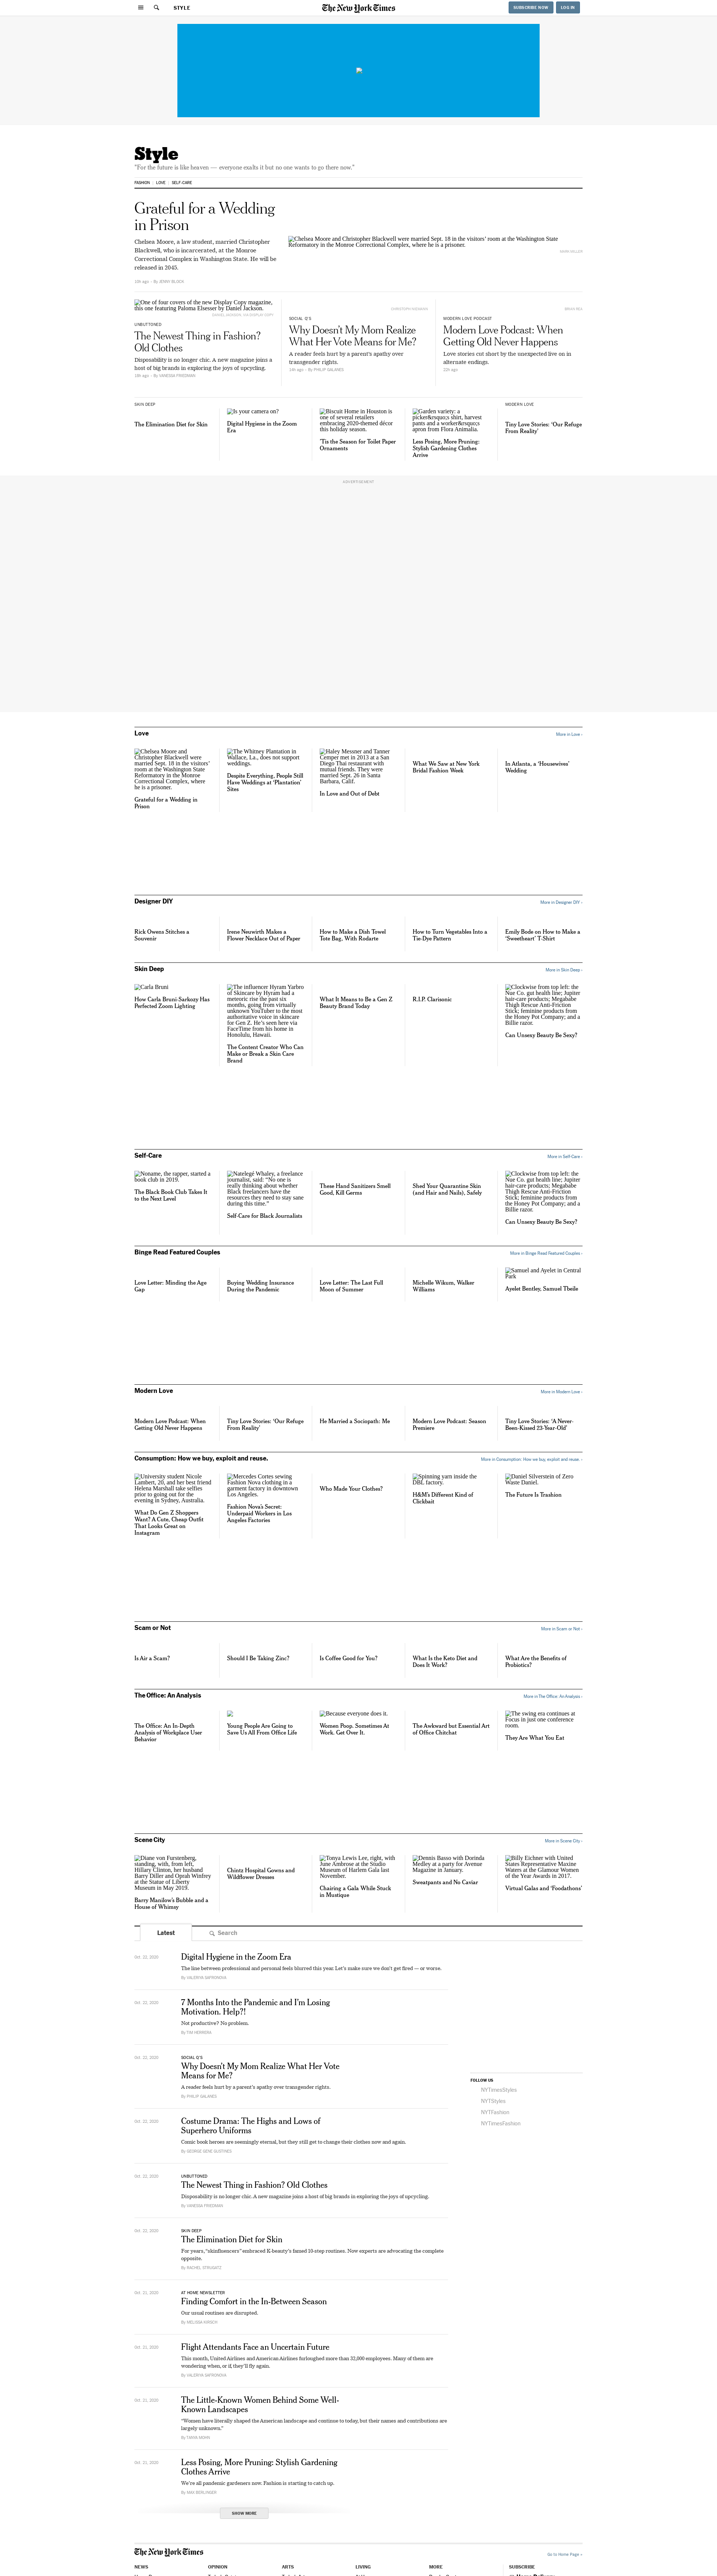 STYLE
The New York Times
SUBSCRIBE NOW
LOG IN
Style
“For the future is like heaven — everyone exalts it but no one wants to go there now.”
FASHION
LOVE
SELF-CARE
Grateful for a Wedding
in Prison
Chelsea Moore, a law student, married Christopher
Blackwell, who is incarcerated, at the Monroe
Correctional Complex in Washington State. He will be
released in 2045.
Chelsea Moore and Christopher Blackwell were married Sept. 18 in the visitors’ room at the Washington State
Reformatory in the Monroe Correctional Complex, where he is a prisoner.
By JENNY BLOCK
One of four covers of the new Display Copy magazine,
this one featuring Paloma Elsesser by Daniel Jackson.
UNBUTTONED
The Newest Thing in Fashion?
Old Clothes
Disposability is no longer chic. A new magazine joins a
host of big brands in exploring the joys of upcycling.
By VANESSA FRIEDMAN
SOCIAL Q’S
Why Doesn’t My Mom Realize
What Her Vote Means for Me?
A reader feels hurt by a parent’s apathy over
transgender rights.
14h ago
By PHILIP GALANES
MODERN LOVE PODCAST
Modern Love Podcast: When
Getting Old Never Happens
Love stories cut short by the unexpected live on in
alternate endings.
SKIN DEEP
The Elimination Diet for Skin
Is your camera on?
Digital Hygiene in the Zoom
Era
Biscuit Home in Houston is
one of several retailers
embracing 2020-themed décor
this holiday season.
’Tis the Season for Toilet Paper
Ornaments
Garden variety: a
picker&rsquo;s shirt, harvest
pants and a worker&rsquo;s
apron from Flora Animalia.
Less Posing, More Pruning:
Stylish Gardening Clothes
Arrive
MODERN LOVE
Tiny Love Stories: ‘Our Refuge
From Reality’
ADVERTISEMENT
Love
More in Love ›
Chelsea Moore and
Christopher Blackwell
were married Sept. 18 in
the visitors’ room at the
Washington State
Reformatory in the Monroe
Correctional Complex, where
he is a prisoner.
Grateful for a Wedding in
Prison
The Whitney Plantation in
Wallace, La., does not support
weddings.
Despite Everything, People Still
Have Weddings at ‘Plantation’
Sites
Haley Messner and Tanner
Cemper met in 2013 at a San
Diego Thai restaurant with
mutual friends. They were
married Sept. 26 in Santa
Barbara, Calif.
In Love and Out of Debt
What We Saw at New York
Bridal Fashion Week
In Atlanta, a ‘Housewives’
Wedding
Designer DIY
More in Designer DIY ›
Rick Owens Stitches a
Souvenir
Irene Neuwirth Makes a
Flower Necklace Out of Paper
How to Make a Dish Towel
Tote Bag, With Rodarte
How to Turn Vegetables Into a
Tie-Dye Pattern
Emily Bode on How to Make a
‘Sweetheart’ T-Shirt
Skin Deep
More in Skin Deep ›
Carla Bruni
How Carla Bruni-Sarkozy Has
Perfected Zoom Lighting
The influencer Hyram Yarbro
of Skincare by Hyram had a
meteoric rise the past six
months, going from virtually
unknown YouTuber to the most
authoritative voice in skincare
for Gen Z. He’s seen here via
FaceTime from his home in
Honolulu, Hawaii.
The Content Creator Who Can
Make or Break a Skin Care
Brand
What It Means to Be a Gen Z
Beauty Brand Today
R.I.P. Clarisonic
Clockwise from top left: the
Nue Co. gut health line; Jupiter
hair-care products; Megababe
Thigh Rescue Anti-Friction
Stick; feminine products from
the Honey Pot Company; and a
Billie razor.
Can Unsexy Beauty Be Sexy?
Self-Care
More in Self-Care ›
Noname, the rapper, started a
book club in 2019.
The Black Book Club Takes It
to the Next Level
Natelegé Whaley, a freelance
journalist, said: “No one is
really thinking about whether
Black freelancers have the
resources they need to stay sane
during this time.”
Self-Care for Black Journalists
These Hand Sanitizers Smell
Good, Kill Germs
Shed Your Quarantine Skin
(and Hair and Nails), Safely
Clockwise from top left: the
Nue Co. gut health line; Jupiter
hair-care products; Megababe
Thigh Rescue Anti-Friction
Stick; feminine products from
the Honey Pot Company; and a
Billie razor.
Can Unsexy Beauty Be Sexy?
Binge Read Featured Couples
More in Binge Read Featured Couples ›
Love Letter: Minding the Age
Gap
Buying Wedding Insurance
During the Pandemic
Love Letter: The Last Full
Moon of Summer
Michelle Wikum, Walker
Williams
Samuel and Ayelet in Central
Park
Ayelet Bentley, Samuel Tbeile
Modern Love
More in Modern Love ›
Modern Love Podcast: When
Getting Old Never Happens
Tiny Love Stories: ‘Our Refuge
From Reality’
He Married a Sociopath: Me
Modern Love Podcast: Season
Premiere
Tiny Love Stories: ‘A Never-
Been-Kissed 23-Year-Old’
Consumption: How we buy, exploit and reuse.
More in Consumption: How we buy, exploit and reuse. ›
University student Nicole
Lambert, 20, and her best friend
Helena Marshall take selfies
prior to going out for the
evening in Sydney, Australia.
What Do Gen Z Shoppers
Want? A Cute, Cheap Outfit
That Looks Great on
Instagram
Mercedes Cortes sewing
Fashion Nova clothing in a
garment factory in downtown
Los Angeles.
Fashion Nova’s Secret:
Underpaid Workers in Los
Angeles Factories
Who Made Your Clothes?
Spinning yarn inside the
DBL factory.
H&M’s Different Kind of
Clickbait
Daniel Silverstein of Zero
Waste Daniel.
The Future Is Trashion
Scam or Not
More in Scam or Not ›
Is Air a Scam?
Should I Be Taking Zinc?
Is Coffee Good for You?
What Is the Keto Diet and
Does It Work?
What Are the Benefits of
Probiotics?
The Office: An Analysis
More in The Office: An Analysis ›
The Office: An In-Depth
Analysis of Workplace User
Behavior
Young People Are Going to
Save Us All From Office Life
Because everyone does it.
Women Poop. Sometimes At
Work. Get Over It.
The Awkward but Essential Art
of Office Chitchat
The swing era continues at
Focus in just one conference
room.
They Are What You Eat
Scene City
More in Scene City ›
Diane von Furstenberg,
standing, with, from left,
Hillary Clinton, her husband
Barry Diller and Oprah Winfrey
at the Statue of Liberty
Museum in May 2019.
Barry Manilow’s Bubble and a
House of Whimsy
Chintz Hospital Gowns and
Wildflower Dresses
Tonya Lewis Lee, right, with
June Ambrose at the Studio
Museum of Harlem Gala last
November.
Chairing a Gala While Stuck
in Mustique
Dennis Basso with Dorinda
Medley at a party for Avenue
Magazine in January.
Sweatpants and No Caviar
Billy Eichner with United
States Representative Maxine
Waters at the Glamour Women
of the Year Awards in 2017.
Virtual Galas and ‘Foodathons’
Latest
Search
Oct. 22, 2020
Digital Hygiene in the Zoom Era
The line between professional and personal feels blurred this year. Let’s make sure we don’t get fired — or worse.
By VALERIYA SAFRONOVA
Oct. 22, 2020
7 Months Into the Pandemic and I’m Losing
Motivation. Help?!
Not productive? No problem.
By TIM HERRERA
Oct. 22, 2020
SOCIAL Q’S
Why Doesn’t My Mom Realize What Her Vote
Means for Me?
A reader feels hurt by a parent’s apathy over transgender rights.
By PHILIP GALANES
Oct. 22, 2020
Costume Drama: The Highs and Lows of
Superhero Uniforms
Comic book heroes are seemingly eternal, but they still get to change their clothes now and again.
By GEORGE GENE GUSTINES
Oct. 22, 2020
UNBUTTONED
The Newest Thing in Fashion? Old Clothes
Disposability is no longer chic. A new magazine joins a host of big brands in exploring the joys of upcycling.
By VANESSA FRIEDMAN
Oct. 22, 2020
SKIN DEEP
The Elimination Diet for Skin
For years, “skinfluencers” embraced K-beauty’s famed 10-step routines. Now experts are advocating the complete
opposite.
By RACHEL STRUGATZ
Oct. 21, 2020
AT HOME NEWSLETTER
Finding Comfort in the In-Between Season
Our usual routines are disrupted.
By MELISSA KIRSCH
Oct. 21, 2020
Flight Attendants Face an Uncertain Future
This month, United Airlines and American Airlines furloughed more than 32,000 employees. Many of them are
wondering when, or if, they’ll fly again.
By VALERIYA SAFRONOVA
Oct. 21, 2020
The Little-Known Women Behind Some Well-
Known Landscapes
“Women have literally shaped the American landscape and continue to today, but their names and contributions are
largely unknown.”
By TANYA MOHN
Oct. 21, 2020
Less Posing, More Pruning: Stylish Gardening
Clothes Arrive
We’re all pandemic gardeners now. Fashion is starting to catch up.
By MAX BERLINGER
SHOW MORE
FOLLOW US
NYTimesStyles
NYTStyles
NYTFashion
NYTimesFashion
The New York Times
Go to Home Page »
NEWS
OPINION
ARTS
LIVING
MORE
SUBSCRIBE